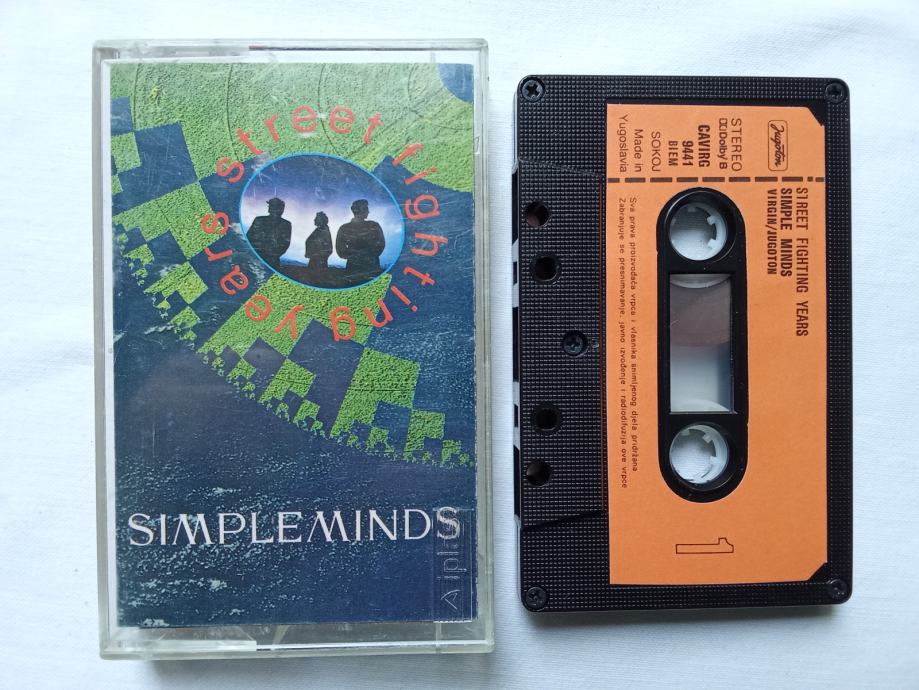 street fighting years
SIMPLEMINDS
Jugoton
STEREO
Dolby B
CAVIRG
9441
BIEM
SOKOJ
Made in
Yugoslavia
STREET FIGHTING YEARS
SIMPLE MINDS
VIRGIN/JUGOTON
Sva prava proizvođača vrpca i vlasnika snimljenog djela pridržana
Zabranjuje se presnimavanje, javno izvođenje i radiodifuzija ove vrpce
1